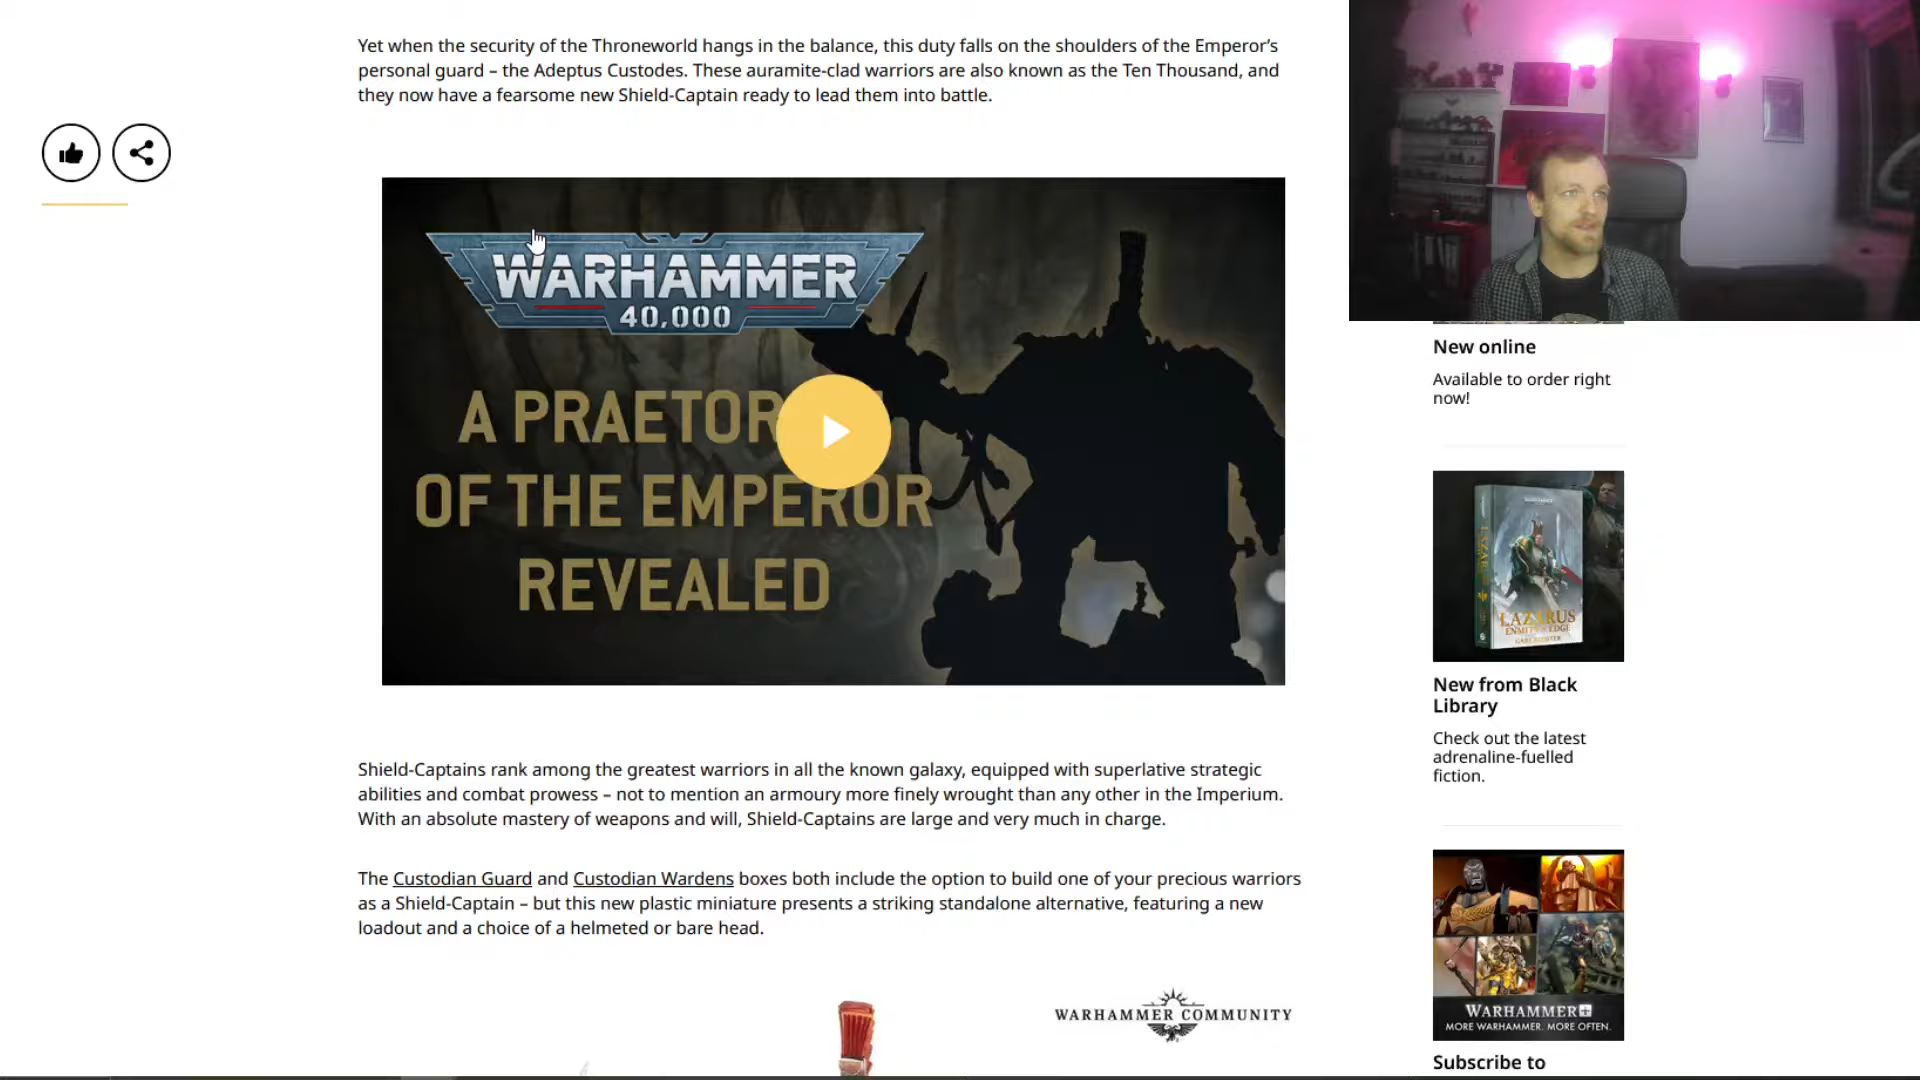 Yet when the security of the Throneworld hangs in the balance, this duty falls on the shoulders of the Emperor’s
personal guard – the Adeptus Custodes. These auramite-clad warriors are also known as the Ten Thousand, and
they now have a fearsome new Shield-Captain ready to lead them into battle.
WARHAMMER
40,000
A
OF THE EMPEROR
REVEALED
Shield-Captains rank among the greatest warriors in all the known galaxy, equipped with superlative strategic
abilities and combat prowess – not to mention an armoury more finely wrought than any other in the Imperium.
With an absolute mastery of weapons and will, Shield-Captains are large and very much in charge.
The Custodian Guard and Custodian Wardens boxes both include the option to build one of your precious warriors
as a Shield-Captain – but this new plastic miniature presents a striking standalone alternative, featuring a new
loadout and a choice of a helmeted or bare head.
WARHAMMER COMMUNITY
New online
Available to order right
now!
LAZARUS
New from Black
Library
Check out the latest
adrenaline-fuelled
fiction.
WARHAMMER+
MORE WARHAMMER. MORE OFTEN.
Subscribe to